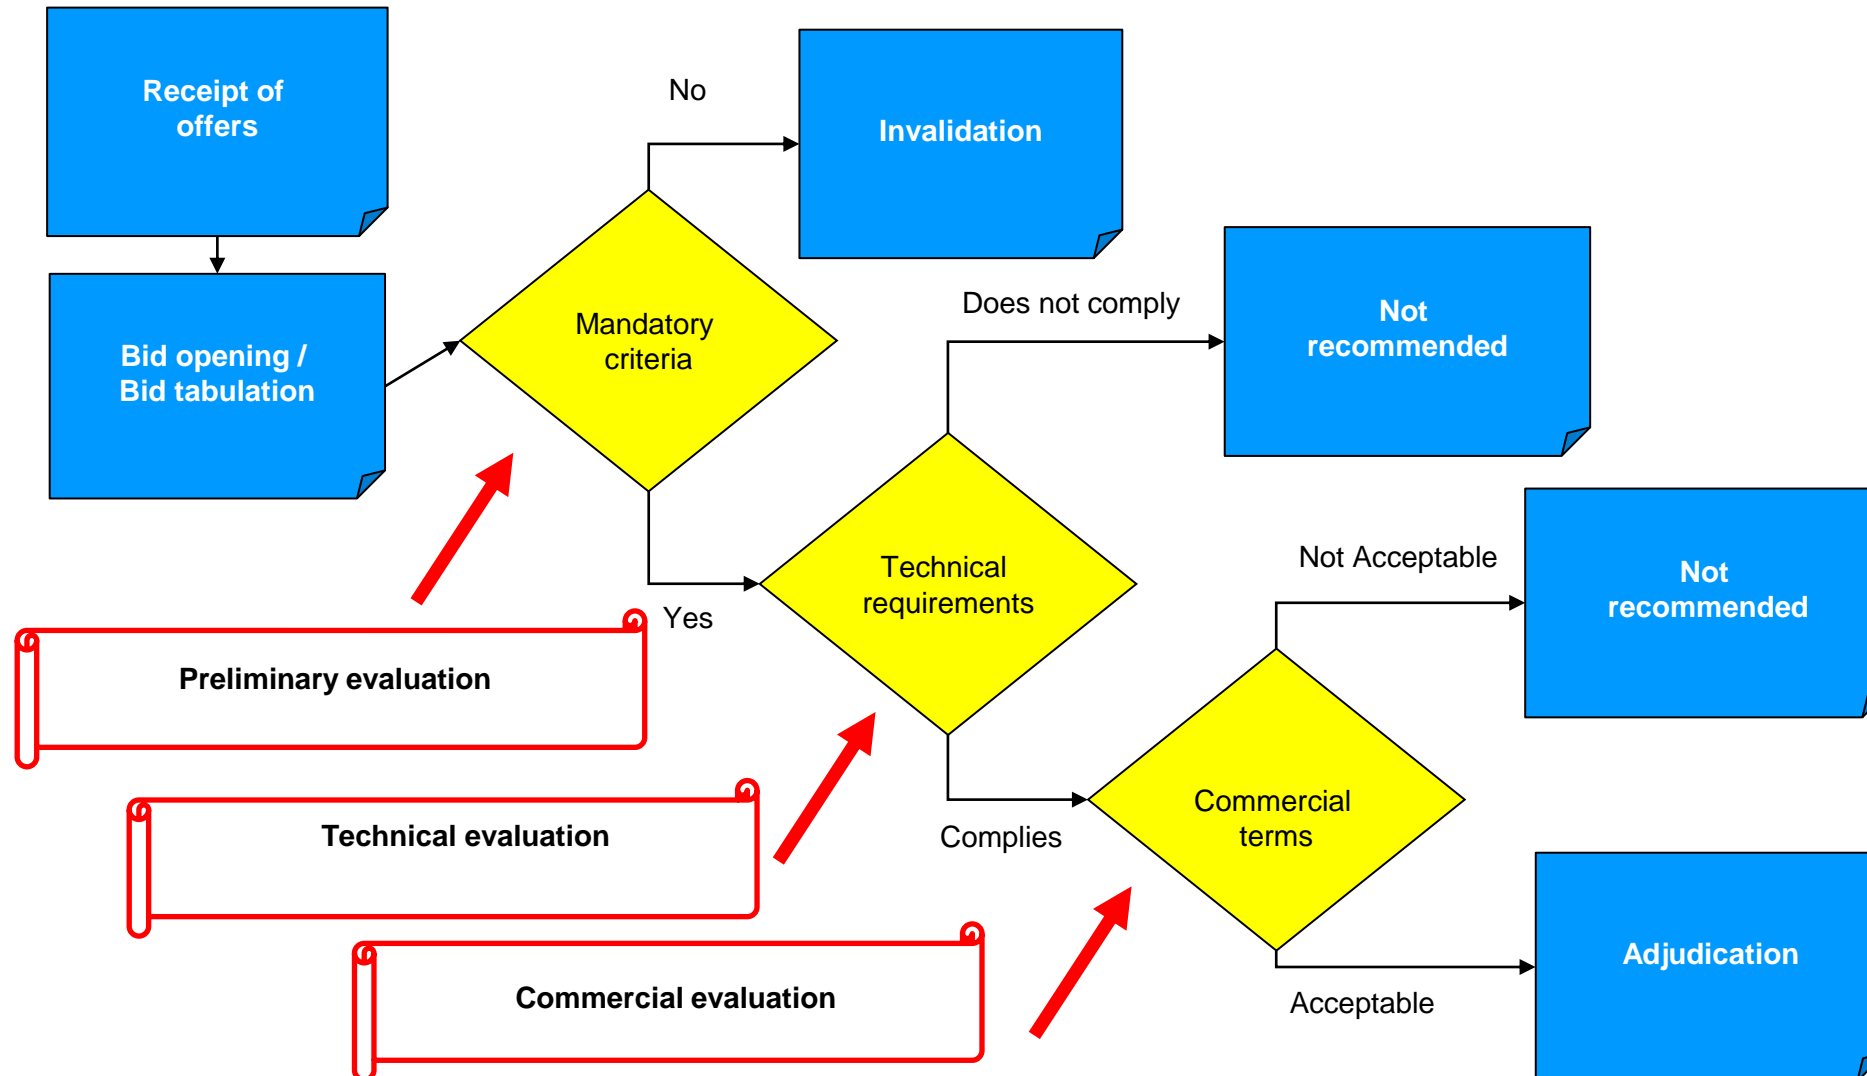 Receipt of
offers
No
Invalidation
Bid opening /
Bid tabulation
Mandatory
criteria
Does not comply
Not
recommended
Technical
requirements
Yes
Not Acceptable
Not
recommended
Preliminary evaluation
Technical evaluation
Complies
Commercial
terms
Commercial evaluation
Acceptable
Adjudication